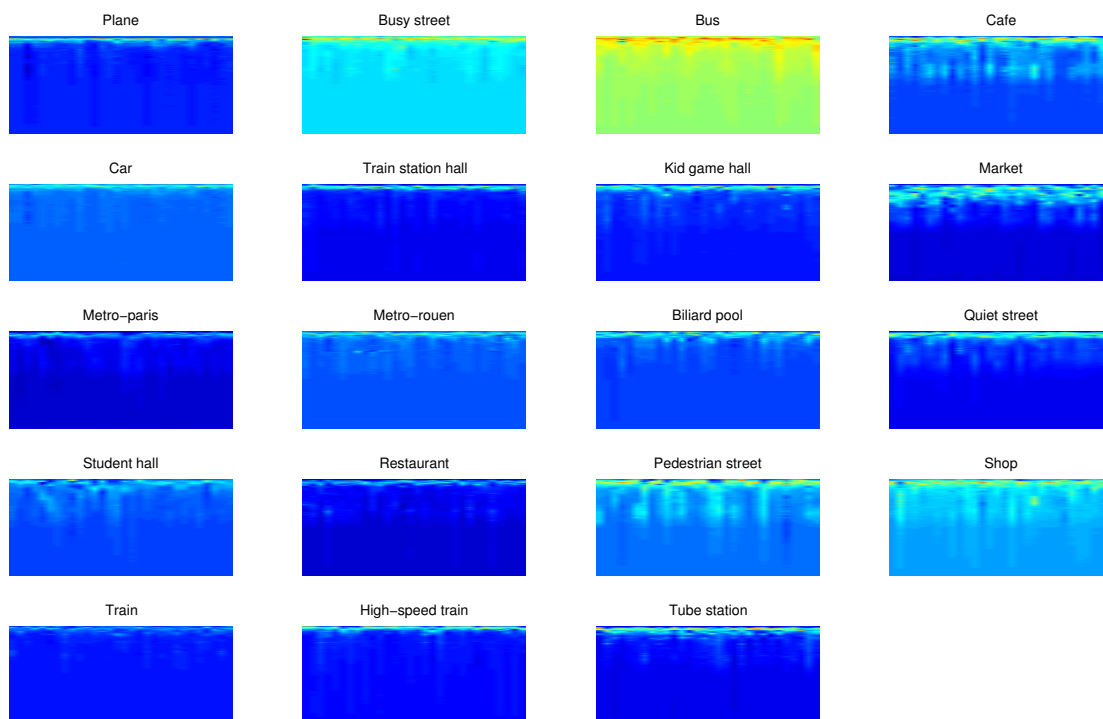 Plane
Busy street
Bus
Cafe
Car
Train station hall
Kid game hall
Market
Metro−paris
Metro−rouen
Biliard pool
Quiet street
Student hall
Restaurant
Pedestrian street
Shop
Train
High−speed train
Tube station